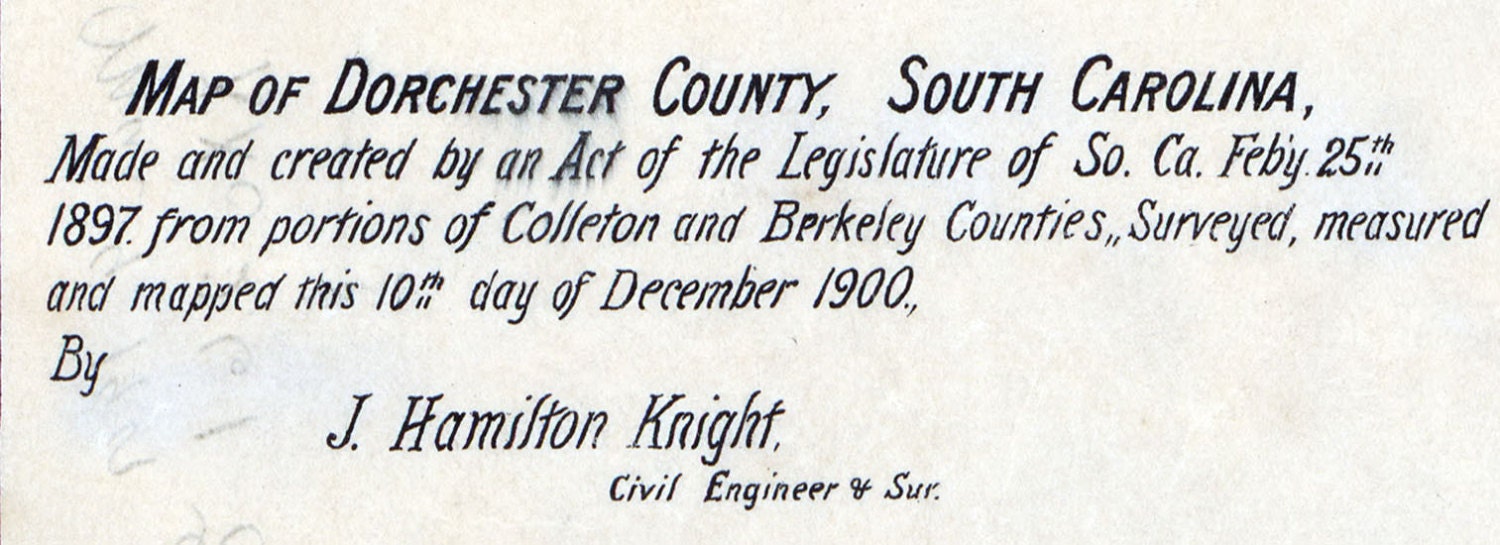 MAP OF DORCHESTER COUNTY, SOUTH CAROLINA,
Made and created by an Act of the Legislature of So. Ca. Feb'y. 25th
1897. from portions of Colleton and Berkeley Counties,, Surveyed, measured
and mapped this 10th day of December 1900.,
By
J. Hamilton Knight,
Civil Engineer & Sur.